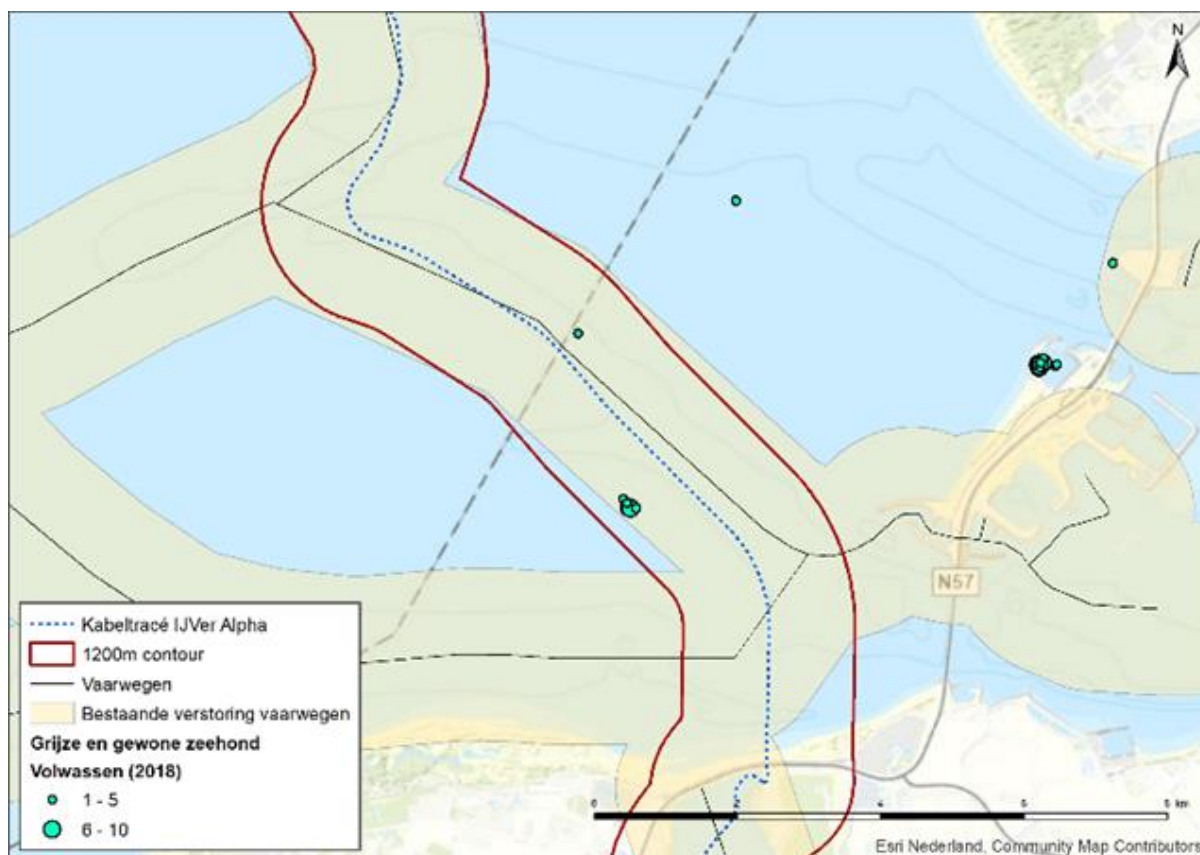 N
N57
Kabeltracé IJVer Alpha
1200m contour
Vaarwegen
Bestaande verstoring vaarwegen
Grijze en gewone zeehond
Volwassen (2018)
1 - 5
6 - 10
Esri Nederland, Community Map Contributors